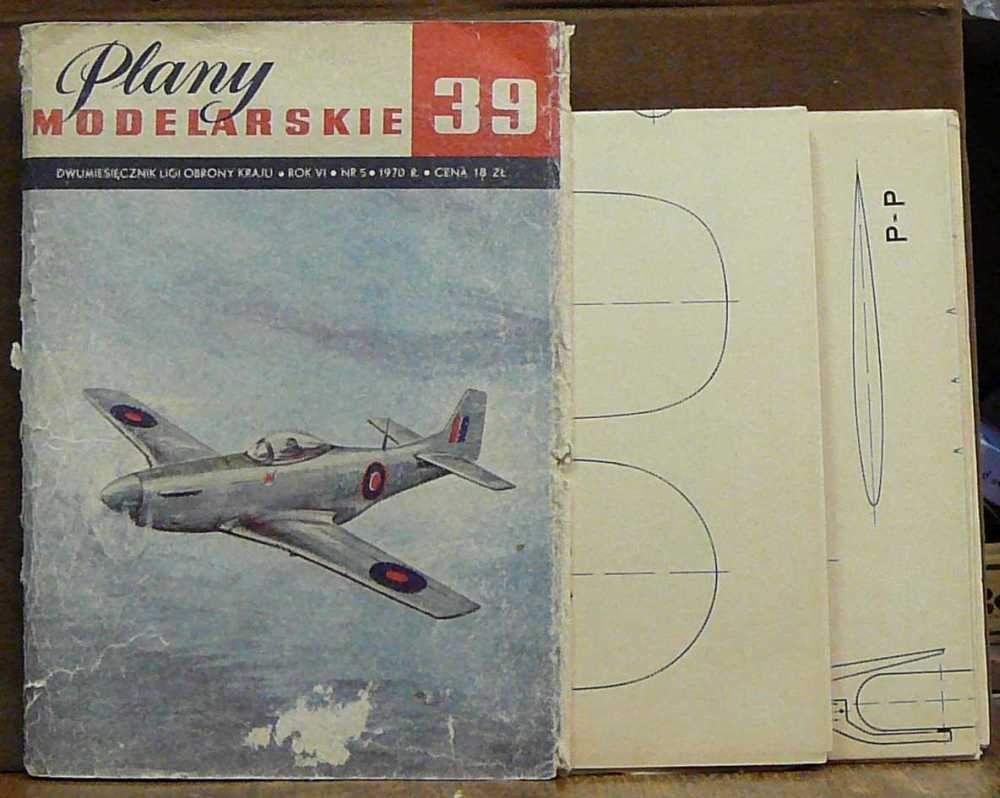 Plany
MODELARSKIE
39
DWUMIESIĘCZNIK LIGI OBRONY KRAJU • ROK VI • NR 5 • 1970 R. • CENA 18 ZŁ
P-P